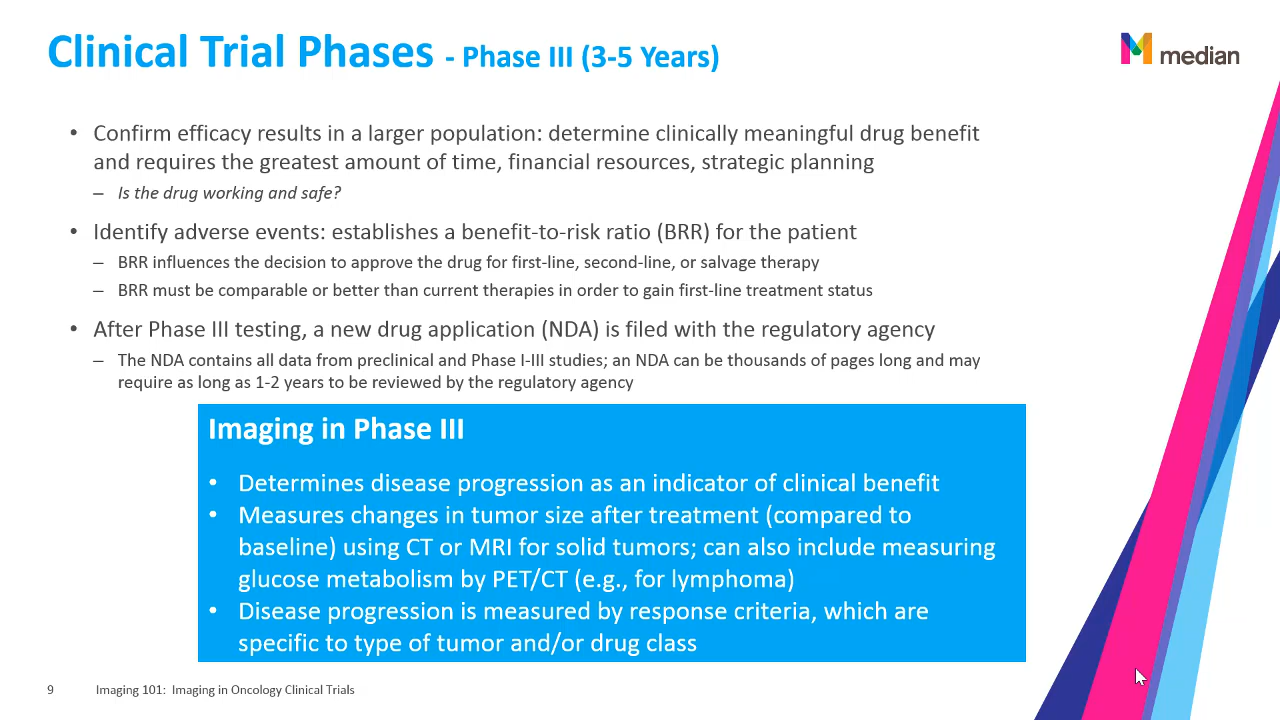 Clinical Trial Phases - Phase III (3-5 Years)
median
• Confirm efficacy results in a larger population: determine clinically meaningful drug benefit
and requires the greatest amount of time, financial resources, strategic planning
– Is the drug working and safe?
• Identify adverse events: establishes a benefit-to-risk ratio (BRR) for the patient
– BRR influences the decision to approve the drug for first-line, second-line, or salvage therapy
– BRR must be comparable or better than current therapies in order to gain first-line treatment status
• After Phase III testing, a new drug application (NDA) is filed with the regulatory agency
– The NDA contains all data from preclinical and Phase I-III studies; an NDA can be thousands of pages long and may
require as long as 1-2 years to be reviewed by the regulatory agency
Imaging in Phase III
• Determines disease progression as an indicator of clinical benefit
• Measures changes in tumor size after treatment (compared to
baseline) using CT or MRI for solid tumors; can also include measuring
glucose metabolism by PET/CT (e.g., for lymphoma)
• Disease progression is measured by response criteria, which are
specific to type of tumor and/or drug class
9 Imaging 101: Imaging in Oncology Clinical Trials